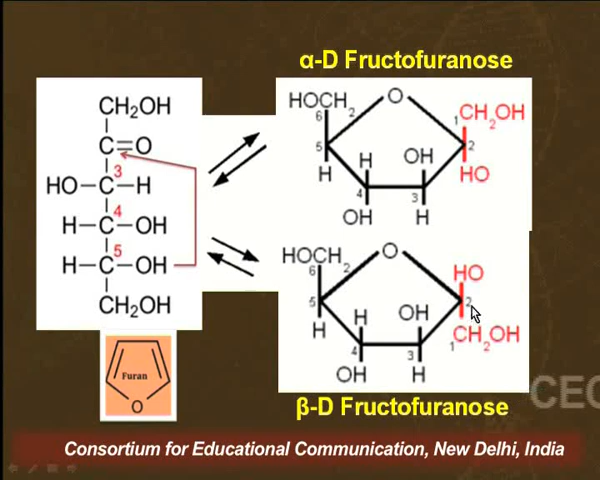 α-D Fructofuranose
CH₂OH
C=O
3
HO–C–H
4
H–C–OH
5
H–C–OH
CH₂OH
HOCH₂ O
6
1 CH₂OH
5 H OH 2
H HO
4 3
OH H
HOCH₂ O HO
6
5 H OH 2
H 1 CH₂OH
4 3
OH H
Furan
O
β-D Fructofuranose
CEC
Consortium for Educational Communication, New Delhi, India